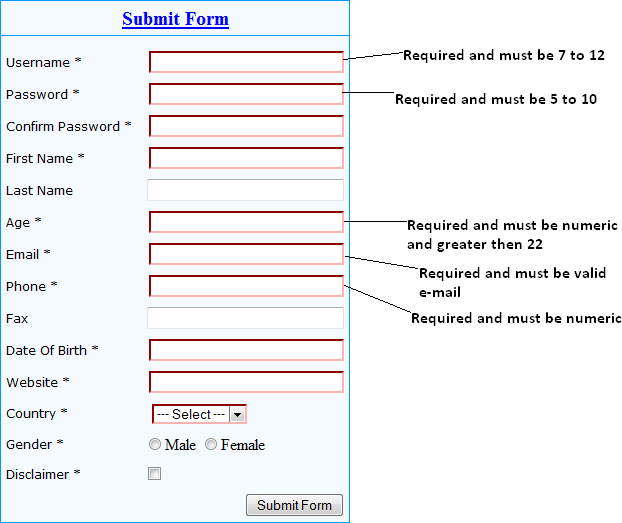 Submit Form
Username *
Required and must be 7 to 12
Password *
Required and must be 5 to 10
Confirm Password *
First Name *
Last Name
Age *
Required and must be numeric
and greater then 22
Email *
Required and must be valid
e-mail
Phone *
Required and must be numeric
Fax
Date Of Birth *
Website *
Country *
--- Select ---
Gender *
Male
Female
Disclaimer *
Submit Form